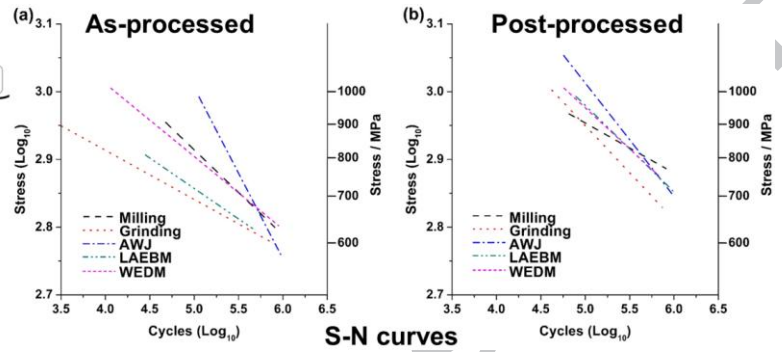 (a) As-processed
3.1
3.0
2.9
2.8
2.7
Stress (Log10)
1000
900
800
700
600
Stress / MPa
Milling
Grinding
AWJ
LAEBM
WEDM
3.5 4.0 4.5 5.0 5.5 6.0 6.5
Cycles (Log10)
(b) Post-processed
3.1
3.0
2.9
2.8
2.7
Stress (Log10)
1000
900
800
700
600
Stress / MPa
Milling
Grinding
AWJ
LAEBM
WEDM
3.5 4.0 4.5 5.0 5.5 6.0 6.5
Cycles (Log10)
S-N curves